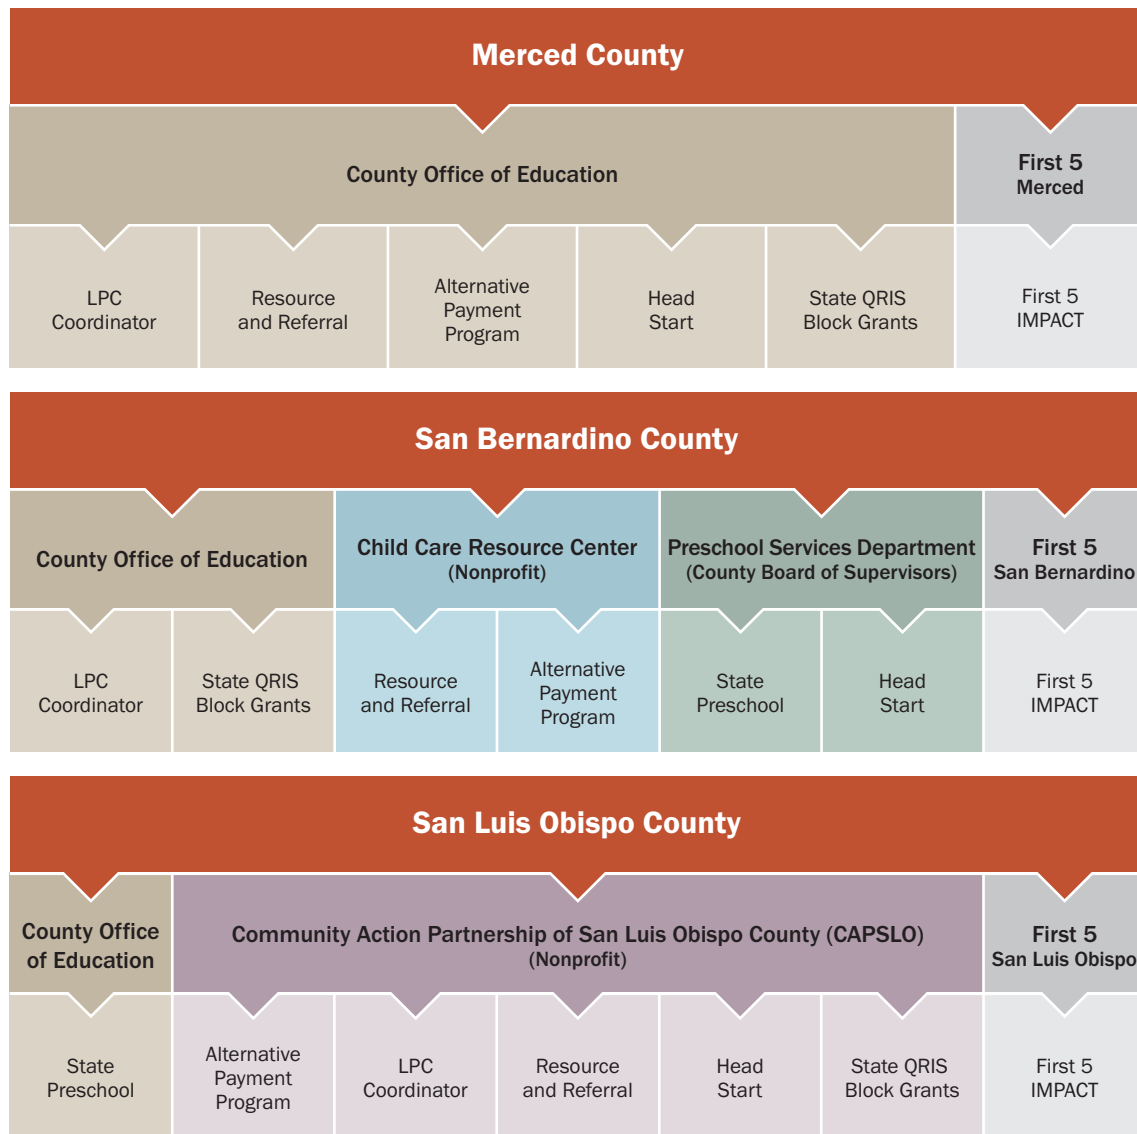 Merced County
County Office of Education
First 5
Merced
LPC
Coordinator
Resource
and Referral
Alternative
Payment
Program
Head
Start
State QRIS
Block Grants
First 5
IMPACT
San Bernardino County
County Office of Education
Child Care Resource Center
(Nonprofit)
Preschool Services Department
(County Board of Supervisors)
First 5
San Bernardino
LPC
Coordinator
State QRIS
Block Grants
Resource
and Referral
Alternative
Payment
Program
State
Preschool
Head
Start
First 5
IMPACT
San Luis Obispo County
County Office
of Education
Community Action Partnership of San Luis Obispo County (CAPSLO)
(Nonprofit)
First 5
San Luis Obispo
State
Preschool
Alternative
Payment
Program
LPC
Coordinator
Resource
and Referral
Head
Start
State QRIS
Block Grants
First 5
IMPACT